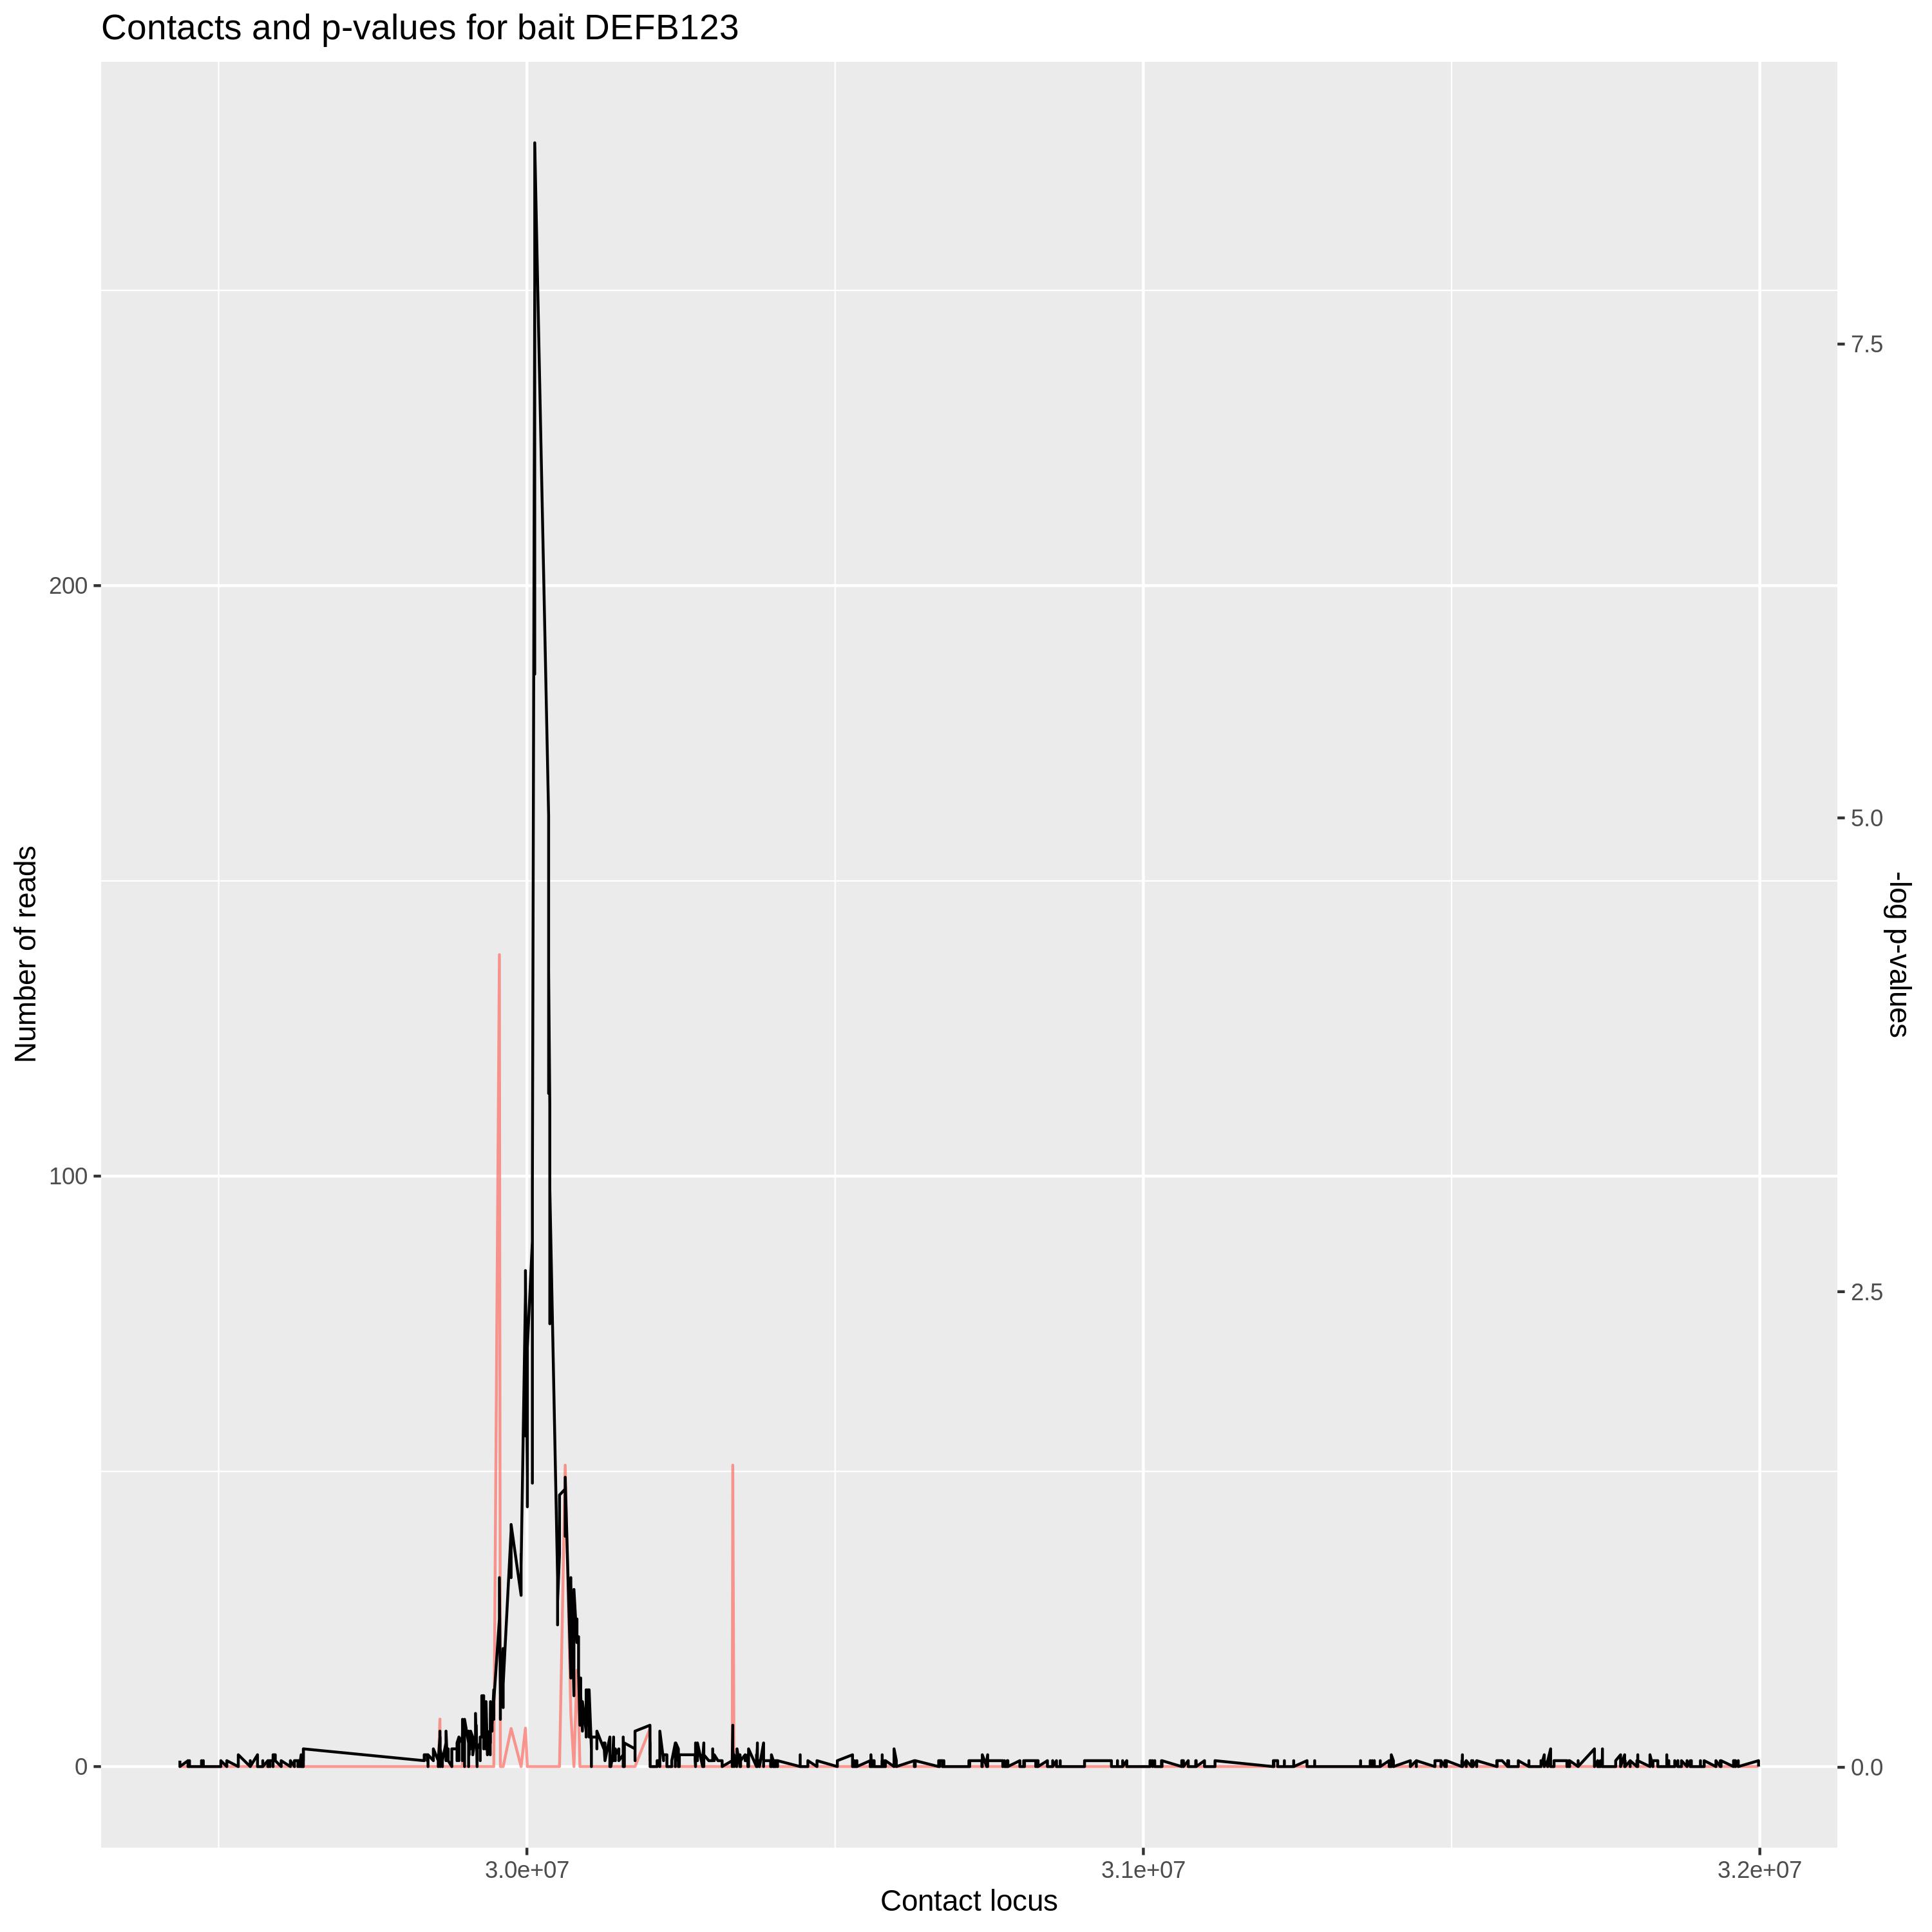 Contacts and p-values for bait DEFB123
Number of reads
200
100
0
7.5
5.0
2.5
0.0
-log p-values
3.0e+07
3.1e+07
3.2e+07
Contact locus